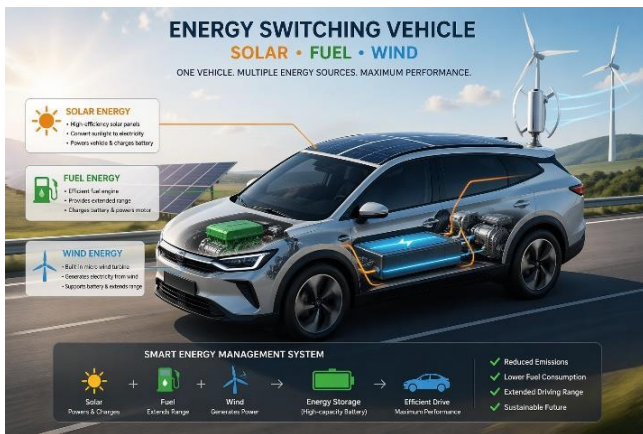 ENERGY SWITCHING VEHICLE
SOLAR • FUEL • WIND
ONE VEHICLE. MULTIPLE ENERGY SOURCES. MAXIMUM PERFORMANCE.
SOLAR ENERGY
• High-efficiency solar panels
• Convert sunlight to electricity
• Powers vehicle & charges battery
FUEL ENERGY
• Efficient fuel engine
• Provides extended range
• Charges battery & powers motor
WIND ENERGY
• Built in micro wind turbine
• Generates electricity from wind
• Supports battery & extends range
SMART ENERGY MANAGEMENT SYSTEM
Solar
Powers & Charges
+
Fuel
Extends Range
+
Wind
Generates Power
→
Energy Storage
(High-capacity Battery)
→
Efficient Drive
Maximum Performance
✓ Reduced Emissions
✓ Lower Fuel Consumption
✓ Extended Driving Range
✓ Sustainable Future